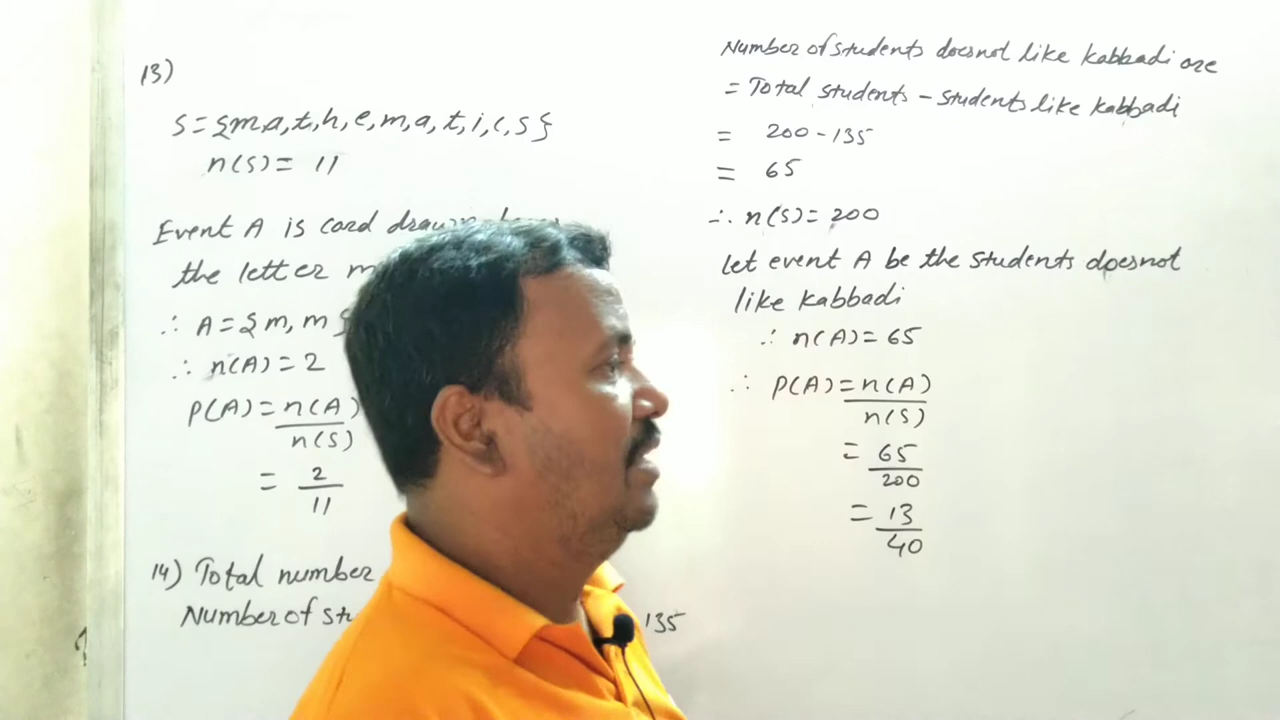 13)
S = {m,a,t,h,e,m,a,t,i,c,s}
n(S) = 11
Event A is card drawn
the letter m
∴ A = {m, m
∴ n(A) = 2
P(A) = n(A)
n(S)
= 2
11
14) Total number
Number of
135
Number of students doesnot like kabbadi are
= Total students - students like kabbadi
= 200 - 135
= 65
∴ n(S) = 200
let event A be the students doesnot
like kabbadi
∴ n(A) = 65
∴ P(A) = n(A)
n(S)
= 65
200
= 13
40